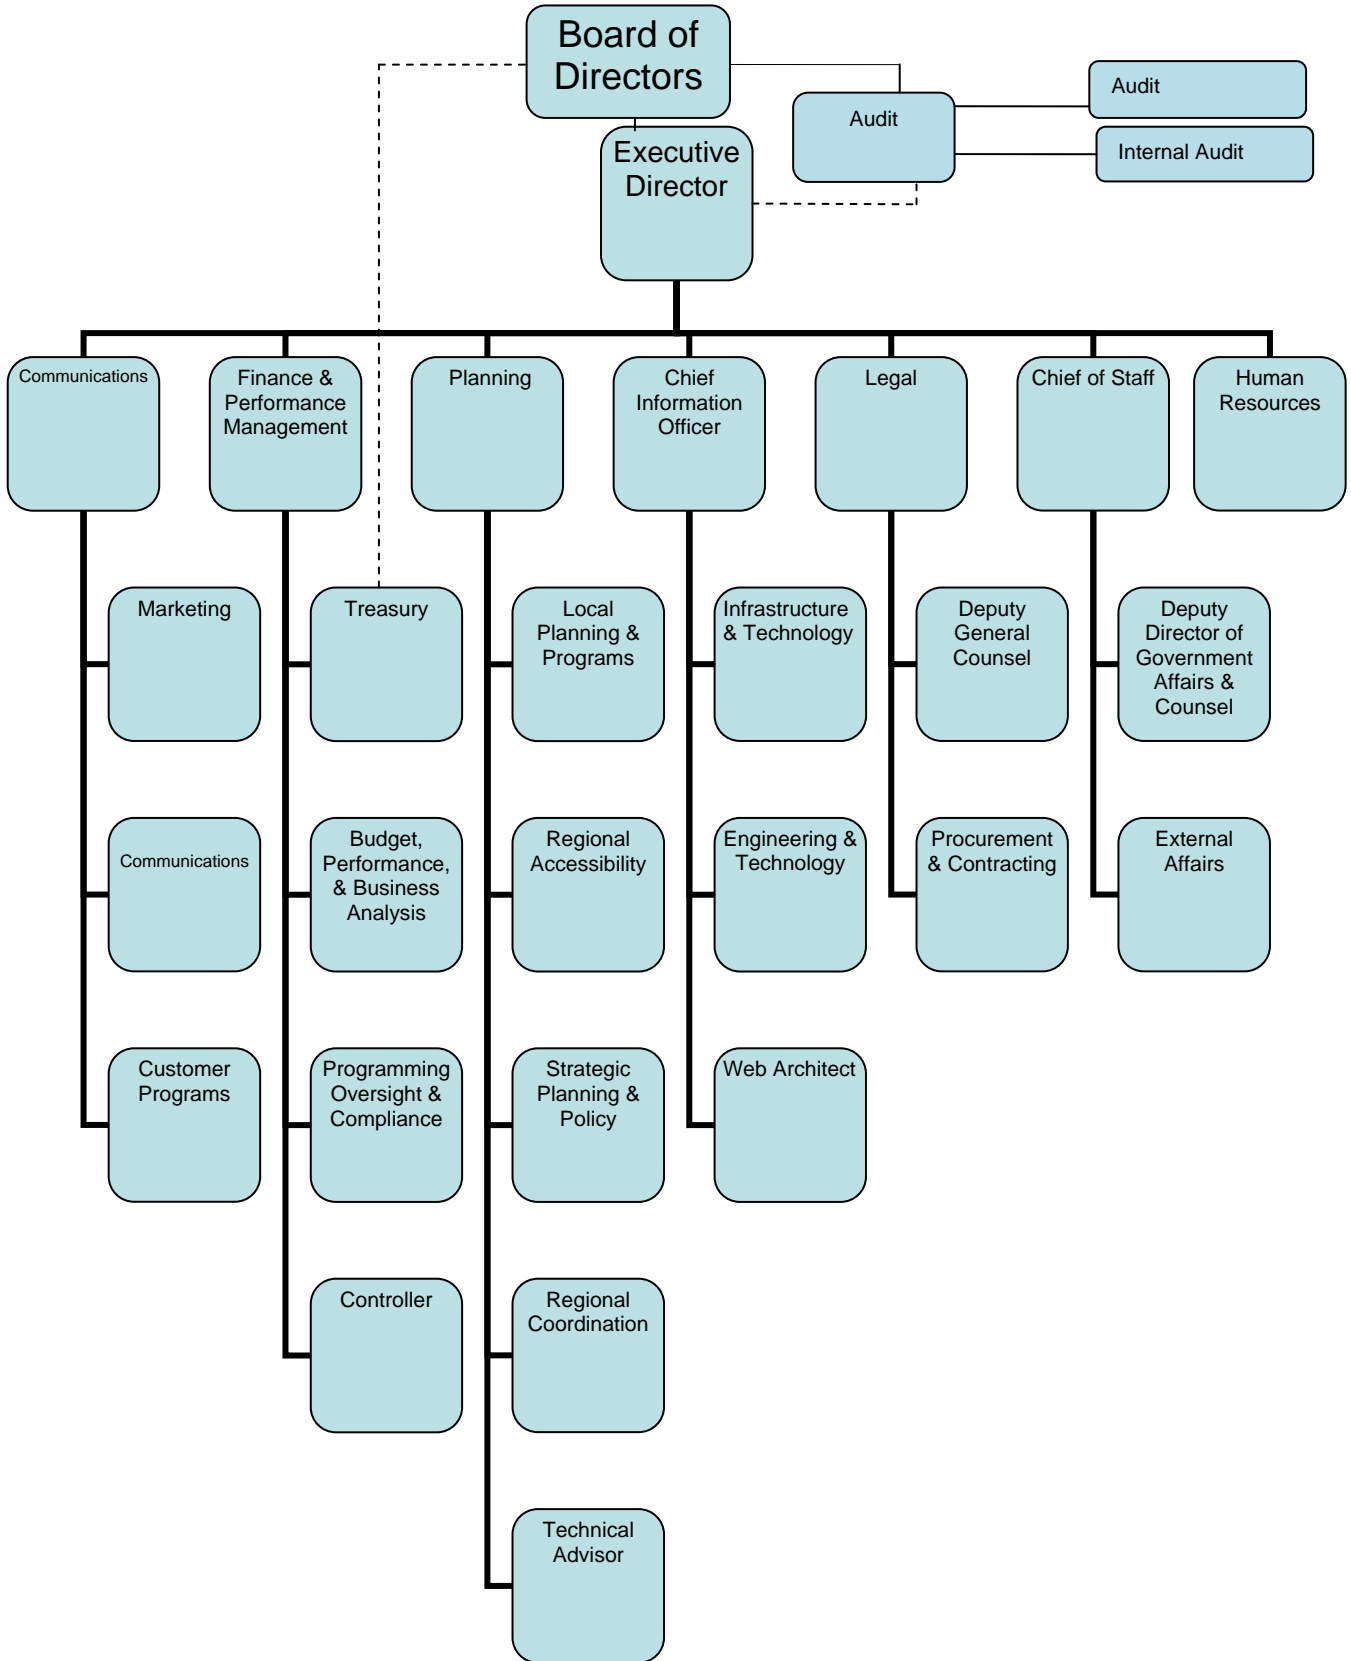 Board of
Directors
Audit
Audit
Internal Audit
Executive
Director
Communications
Finance &
Performance
Management
Planning
Chief
Information
Officer
Legal
Chief of Staff
Human
Resources
Marketing
Treasury
Local
Planning &
Programs
Infrastructure
& Technology
Deputy
General
Counsel
Deputy
Director of
Government
Affairs &
Counsel
Communications
Budget,
Performance,
& Business
Analysis
Regional
Accessibility
Engineering &
Technology
Procurement
& Contracting
External
Affairs
Customer
Programs
Programming
Oversight &
Compliance
Strategic
Planning &
Policy
Web Architect
Controller
Regional
Coordination
Technical
Advisor